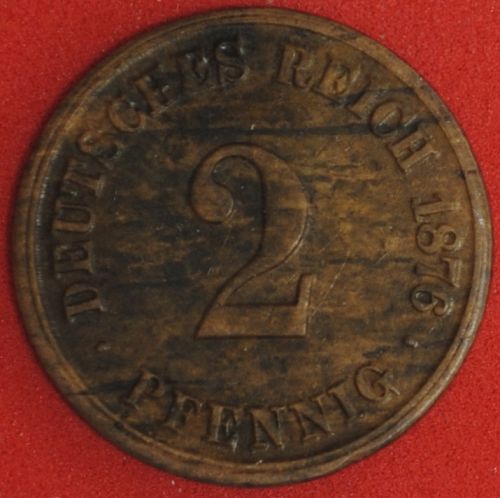 DEUTSCHES REICH 1876
2
PFENNIG